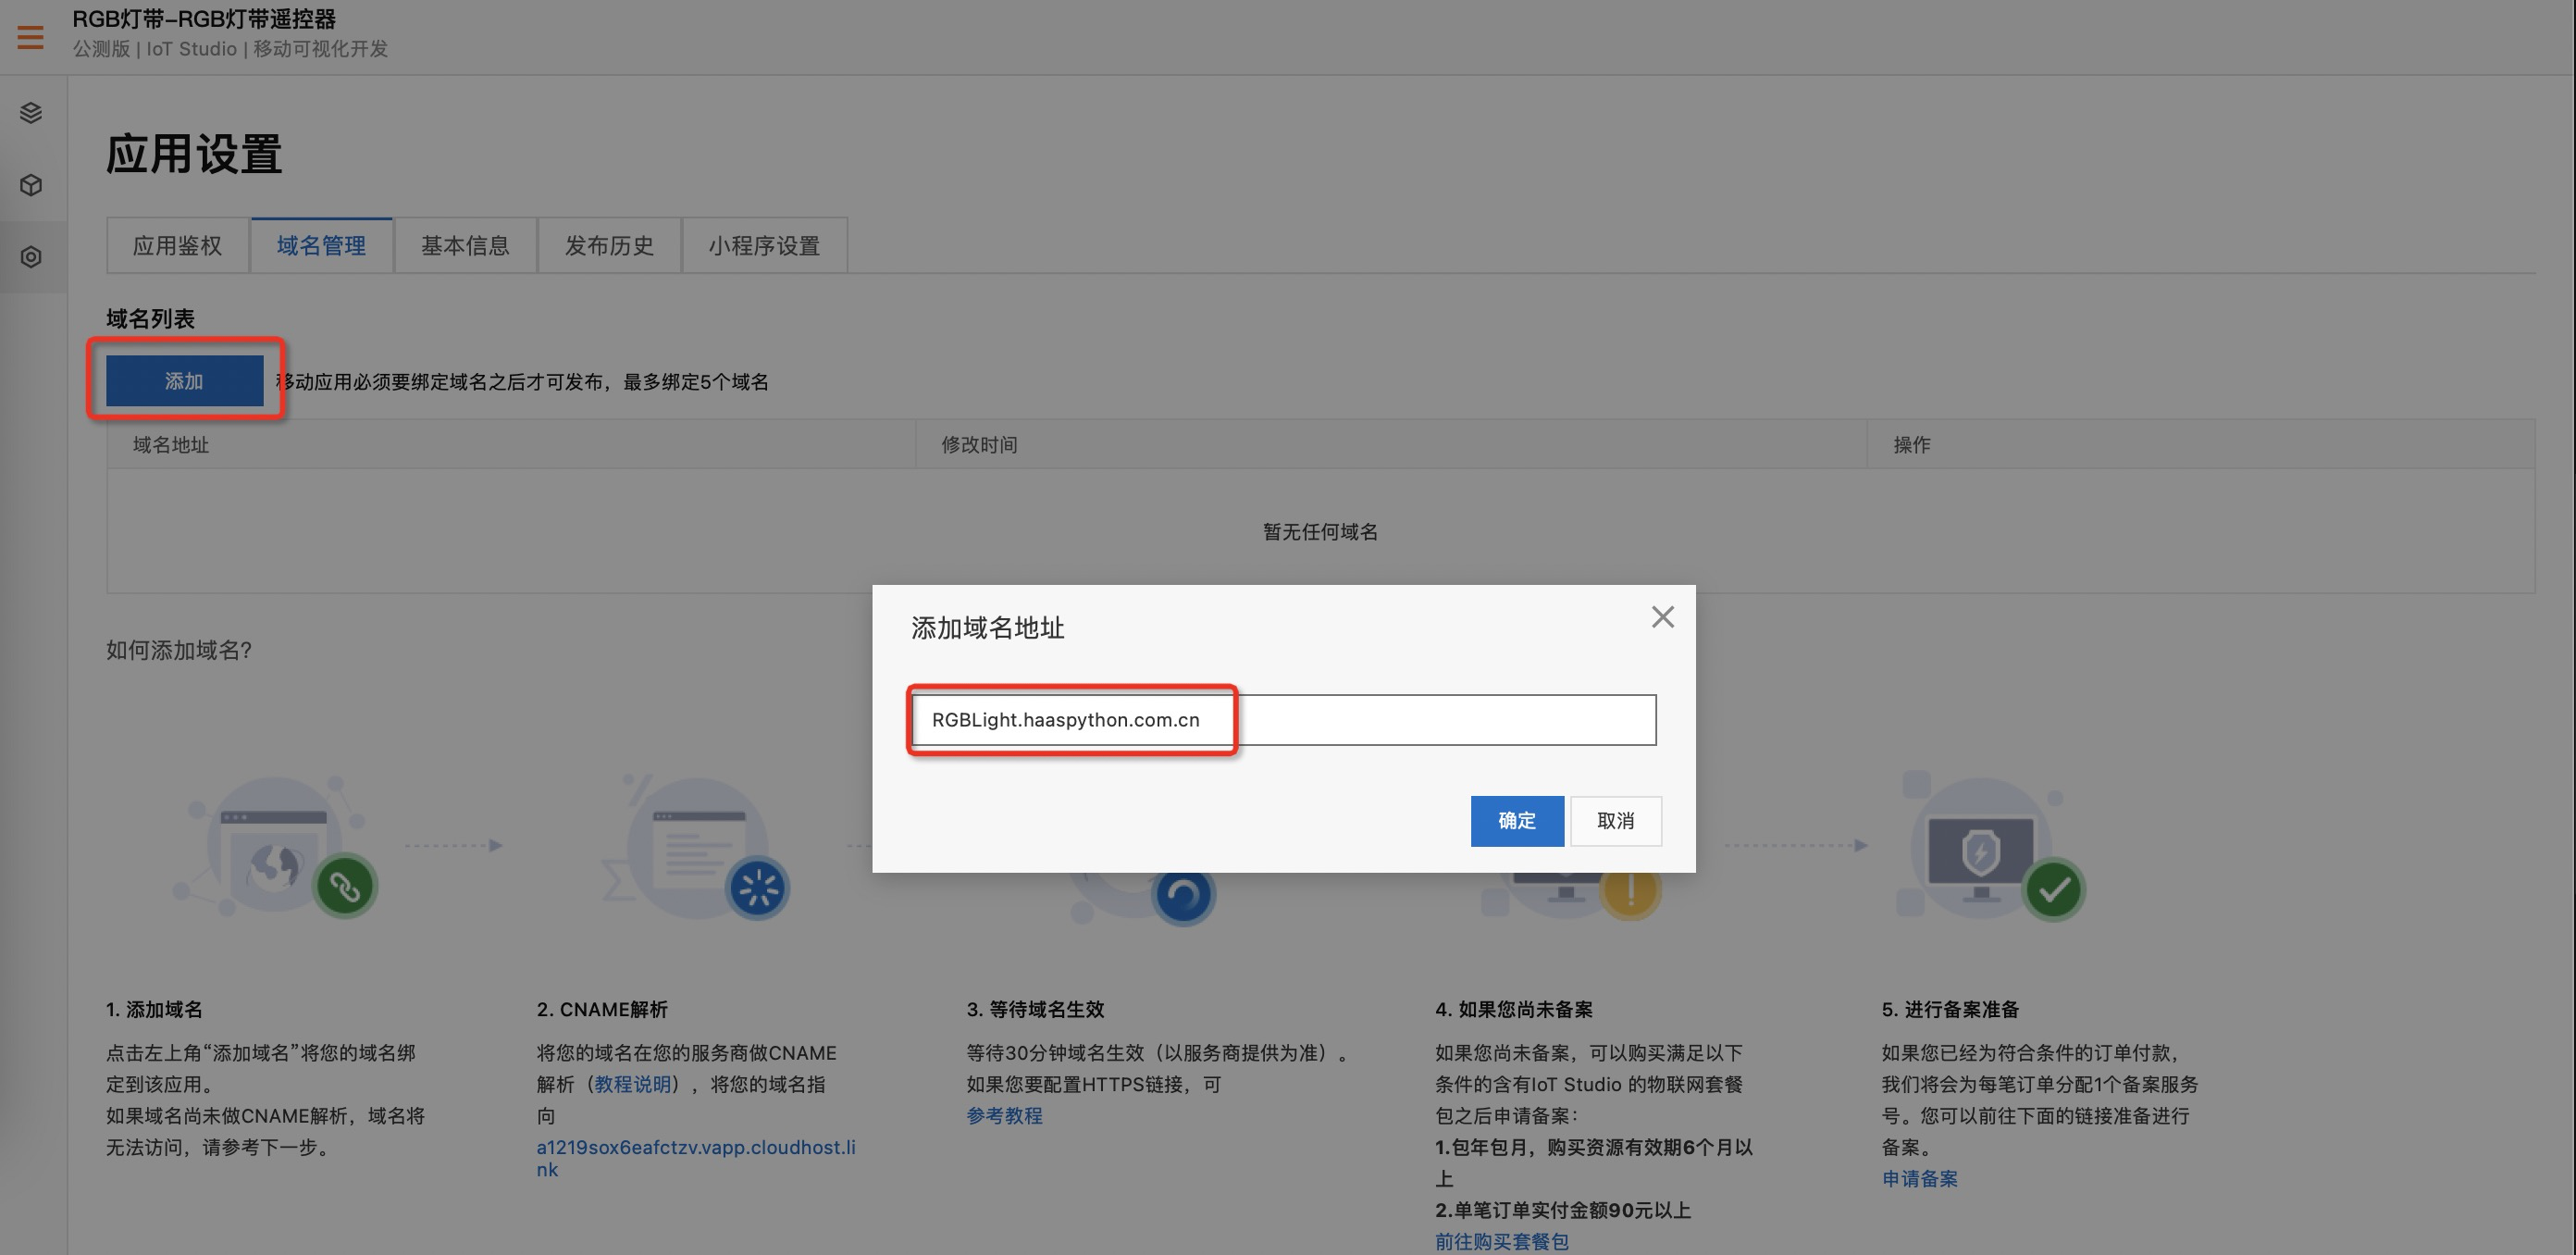 RGB灯带-RGB灯带遥控器
公测版 | IoT Studio | 移动可视化开发
应用设置
应用鉴权
域名管理
基本信息
发布历史
小程序设置
域名列表
添加
移动应用必须要绑定域名之后才可发布，最多绑定5个域名
域名地址
修改时间
操作
暂无任何域名
添加域名地址
RGBLight.haaspython.com.cn
确定
取消
如何添加域名?
1. 添加域名
点击左上角“添加域名”将您的域名绑
定到该应用。
如果域名尚未做CNAME解析，域名将
无法访问，请参考下一步。
2. CNAME解析
将您的域名在您的服务商做CNAME
解析（教程说明），将您的域名指
向
a1219sox6eafctzv.vapp.cloudhost.li
nk
3. 等待域名生效
等待30分钟域名生效（以服务商提供为准）。
如果您要配置HTTPS链接，可
参考教程
4. 如果您尚未备案
如果您尚未备案，可以购买满足以下
条件的含有IoT Studio 的物联网套餐
包之后申请备案：
1.包年包月，购买资源有效期6个月以
上
2.单笔订单实付金额90元以上
前往购买套餐包
5. 进行备案准备
如果您已经为符合条件的订单付款，
我们将会为每笔订单分配1个备案服务
号。您可以前往下面的链接准备进行
备案。
申请备案